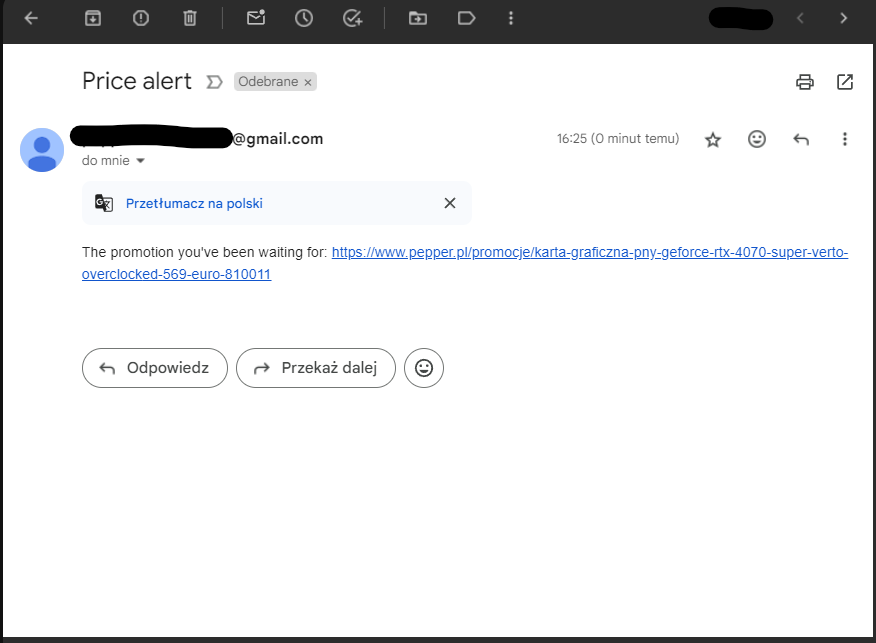 Price alert Odebrane ×
@gmail.com 16:25 (0 minut temu)
do mnie
Przetłumacz na polski
The promotion you've been waiting for: https://www.pepper.pl/promocje/karta-graficzna-pny-geforce-rtx-4070-super-verto-
overclocked-569-euro-810011
Odpowiedz Przekaż dalej